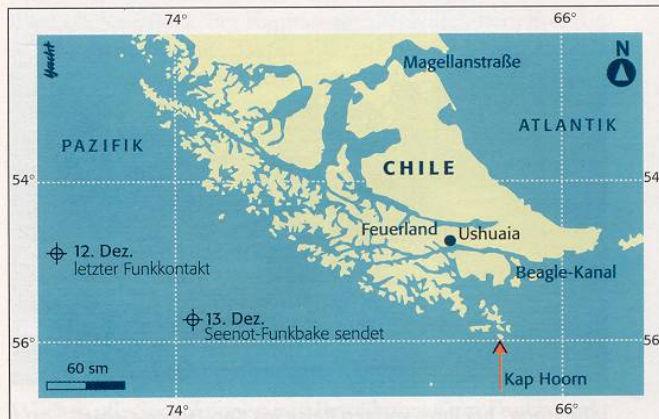 74°
66°
Yacht
Magellanstraße
N
PAZIFIK
ATLANTIK
CHILE
54°
54°
Feuerland
Ushuaia
12. Dez.
letzter Funkkontakt
Beagle-Kanal
13. Dez.
Seenot-Funkbake sendet
56°
56°
60 sm
Kap Hoorn
74°
66°